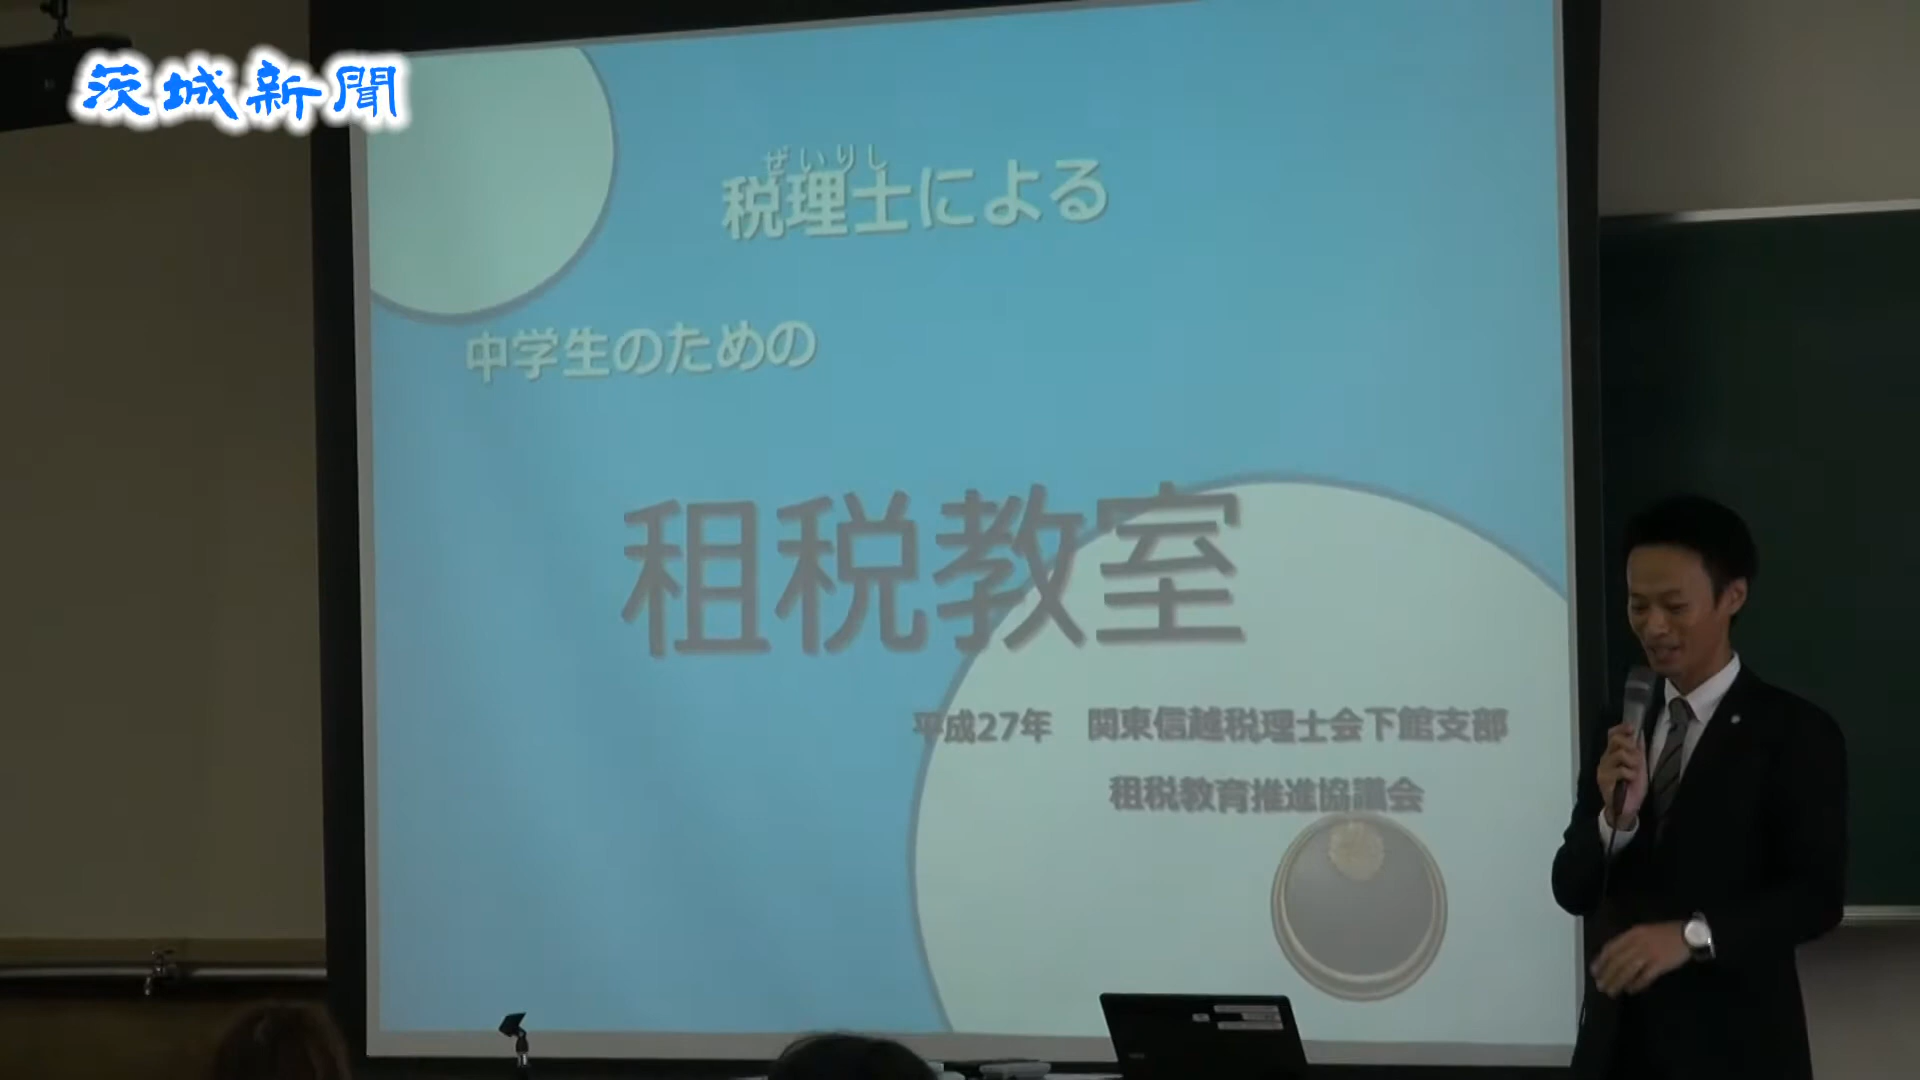 茨城新聞
ぜいりし
税理士による
中学生のための
租税教室
平成27年　関東信越税理士会下館支部
租税教育推進協議会